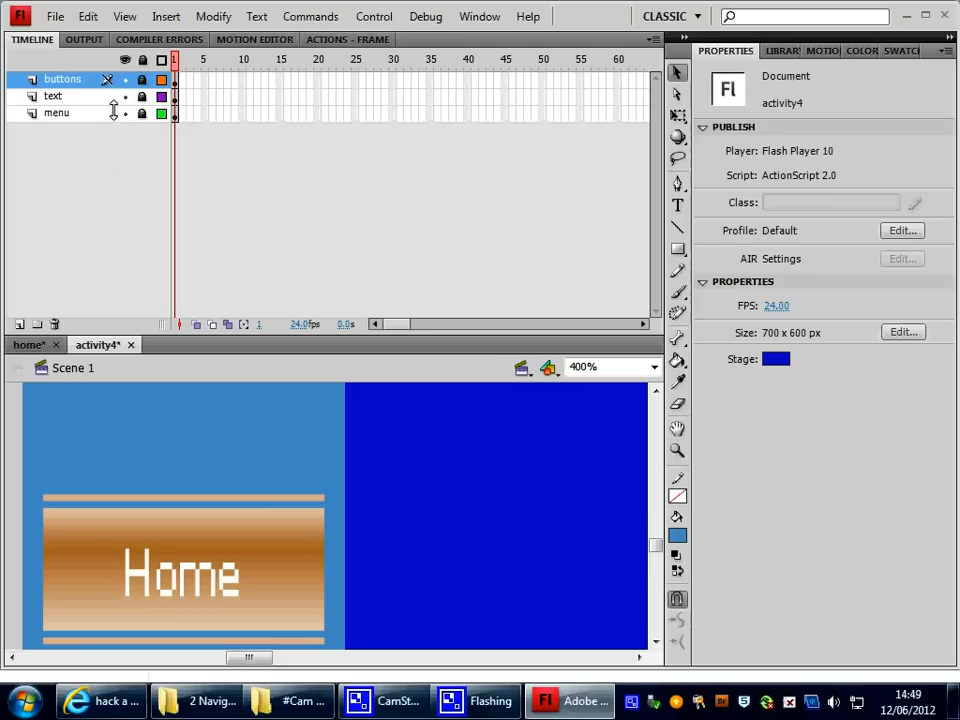 Fl File Edit View Insert Modify Text Commands Control Debug Window Help CLASSIC
TIMELINE OUTPUT COMPILER ERRORS MOTION EDITOR ACTIONS - FRAME
PROPERTIES LIBRAR MOTIO COLOR SWATCI
1 5 10 15 20 25 30 35 40 45 50 55 60
buttons
text
menu
Fl
Document
activity4
PUBLISH
Player: Flash Player 10
Script: ActionScript 2.0
Class:
Profile: Default Edit...
AIR Settings Edit...
PROPERTIES
FPS: 24.00
Size: 700 x 600 px Edit...
Stage:
1 24.0fps 0.0s
home* activity4*
Scene 1 400%
Home
hack a ... 2 Navig... #Cam ... CamSt... Flashing Fl Adobe ...
14:49
12/06/2012